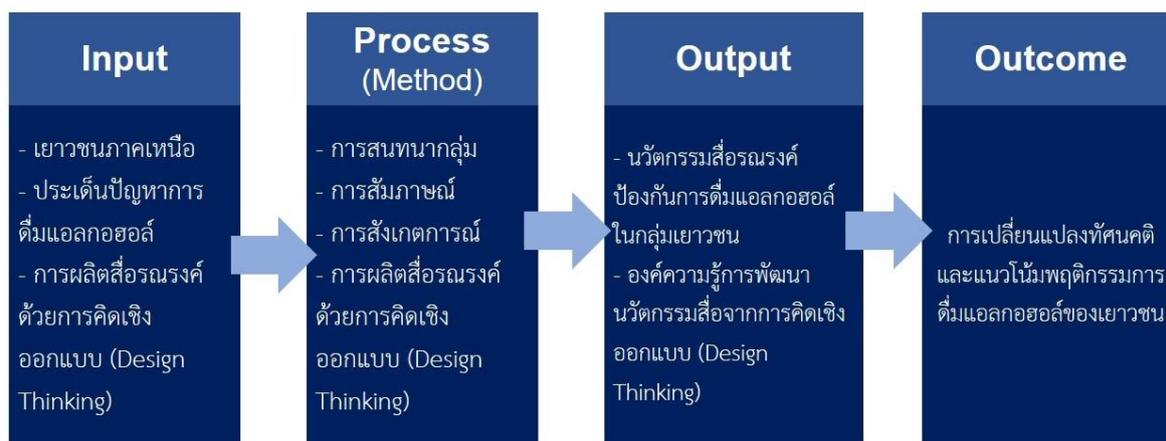 Input
- เยาวชนภาคเหนือ
- ประเด็นปัญหาการ
ดื่มแอลกอฮอล์
- การผลิตสื่อรณรงค์
ด้วยการคิดเชิง
ออกแบบ (Design
Thinking)
Process
(Method)
- การสนทนากลุ่ม
- การสัมภาษณ์
- การสังเกตการณ์
- การผลิตสื่อรณรงค์
ด้วยการคิดเชิง
ออกแบบ (Design
Thinking)
Output
- นวัตกรรมสื่อรณรงค์
ป้องกันการดื่มแอลกอฮอล์
ในกลุ่มเยาวชน
- องค์ความรู้การพัฒนา
นวัตกรรมสื่อจากการคิดเชิง
ออกแบบ (Design
Thinking)
Outcome
การเปลี่ยนแปลงทัศนคติ
และแนวโน้มพฤติกรรมการ
ดื่มแอลกอฮอล์ของเยาวชน